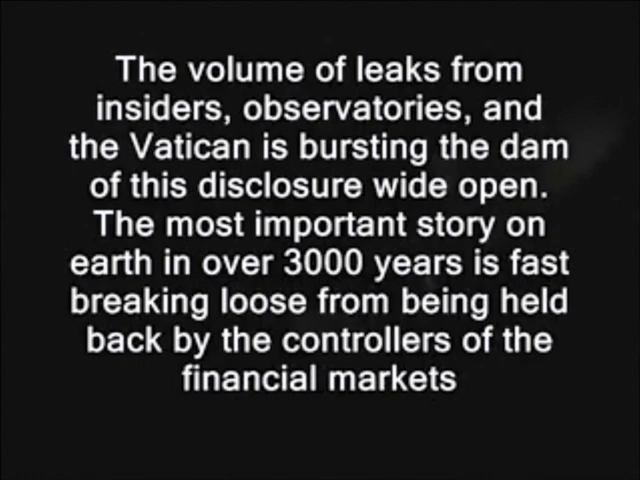 The volume of leaks from
insiders, observatories, and
the Vatican is bursting the dam
of this disclosure wide open.
The most important story on
earth in over 3000 years is fast
breaking loose from being held
back by the controllers of the
financial markets